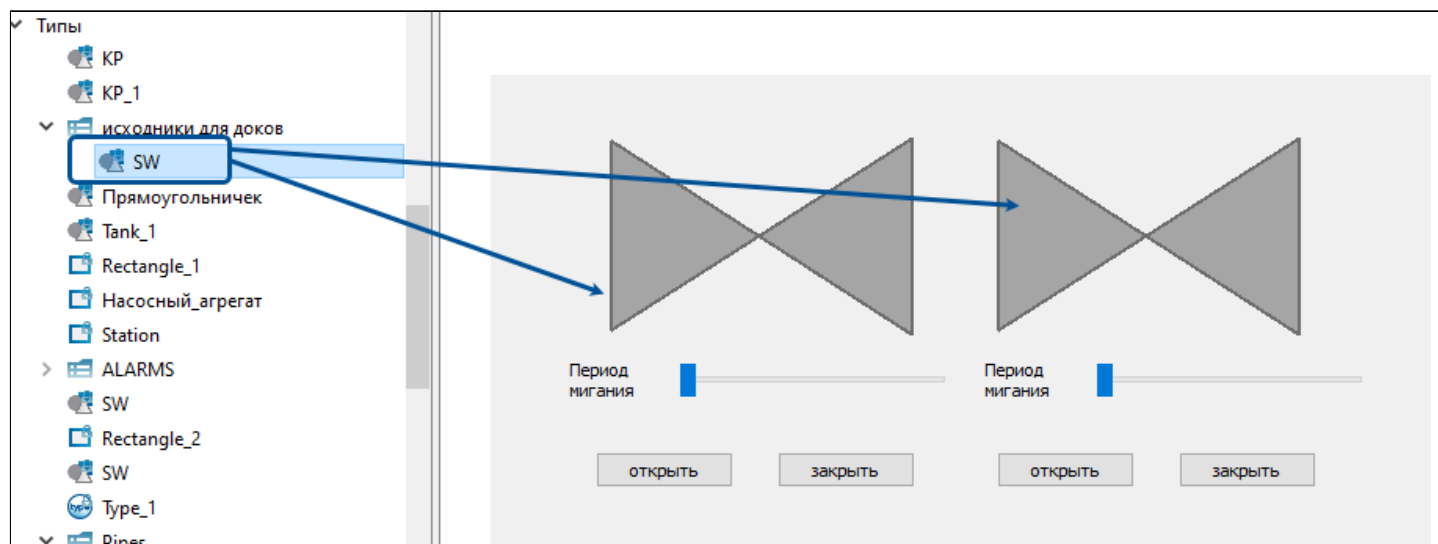 Типы
KP
KP_1
исходники для доков
SW
Прямоугольничек
Tank_1
Rectangle_1
Насосный_агрегат
Station
ALARMS
SW
Rectangle_2
SW
Type_1
Pipes
Период
мигания
Период
мигания
открыть закрыть открыть закрыть